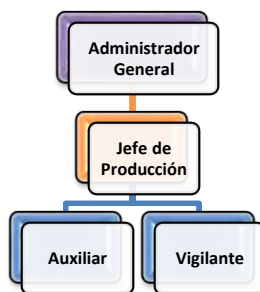 Administrador
General
Jefe de
Producción
Auxiliar
Vigilante